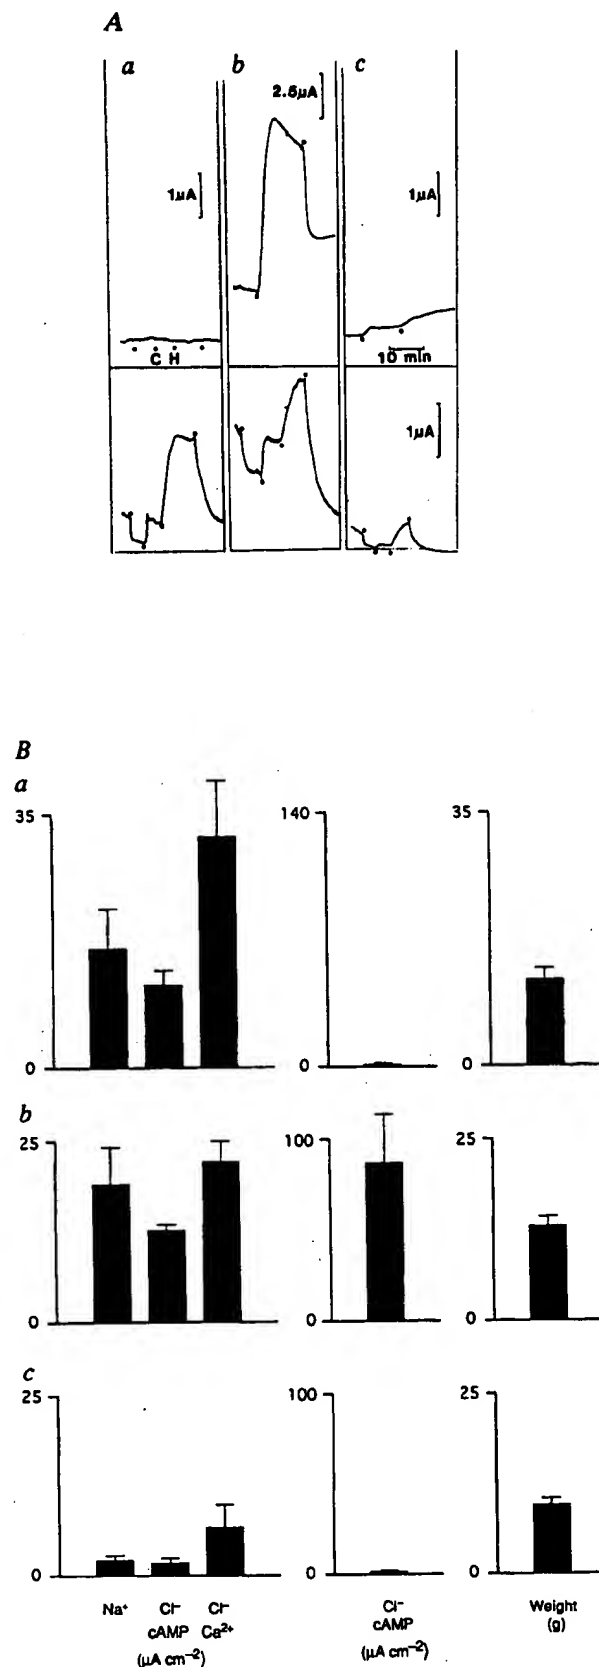 A
a b c
2.5μA
1μA 1μA
C H 10 min
1μA
B
a
35 140 35
0 0 0
b
25 100 25
0 0 0
c
25 100 25
0 0 0
Na⁺ Cl⁻ Cl⁻ Cl⁻ Weight
cAMP Ca²⁺ cAMP (g)
(μA cm⁻²) (μA cm⁻²)